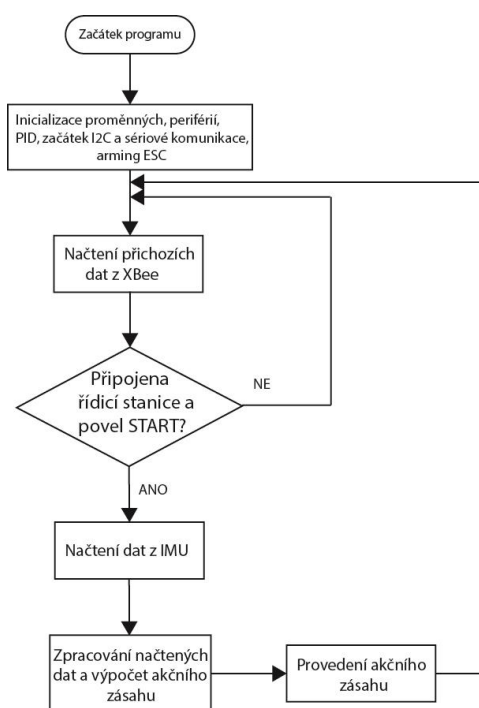 Začátek programu
Inicializace proměnných, periférií,
PID, začátek I2C a sériové komunikace,
arming ESC
Načtení přichozích
dat z XBee
Připojena
řídicí stanice a
povel START?
NE
ANO
Načtení dat z IMU
Zpracování načtených
dat a výpočet akčního
zásahu
Provedení akčního
zásahu